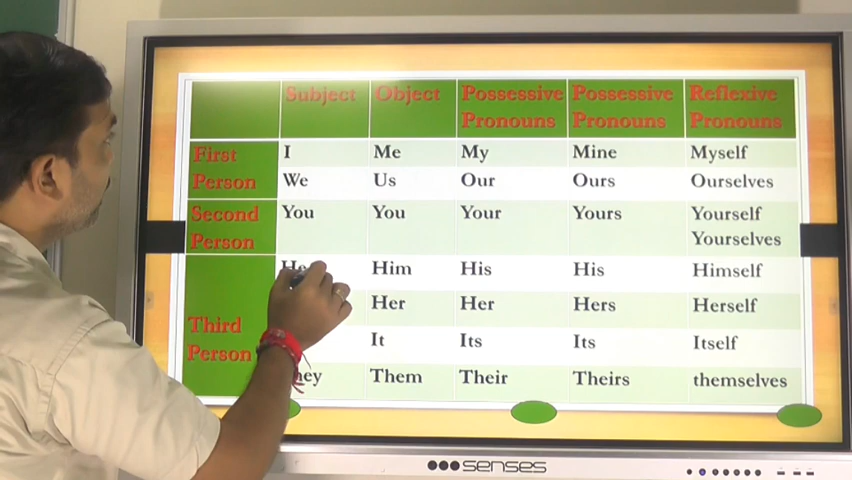 Subject Object Possessive Possessive Reflexive
Pronouns Pronouns Pronouns
First I Me My Mine Myself
Person We Us Our Ours Ourselves
Second You You Your Yours Yourself
Person Yourselves
He Him His His Himself
Her Her Hers Herself
Third
It Its Its Itself
Person
Them Their Theirs themselves
senses